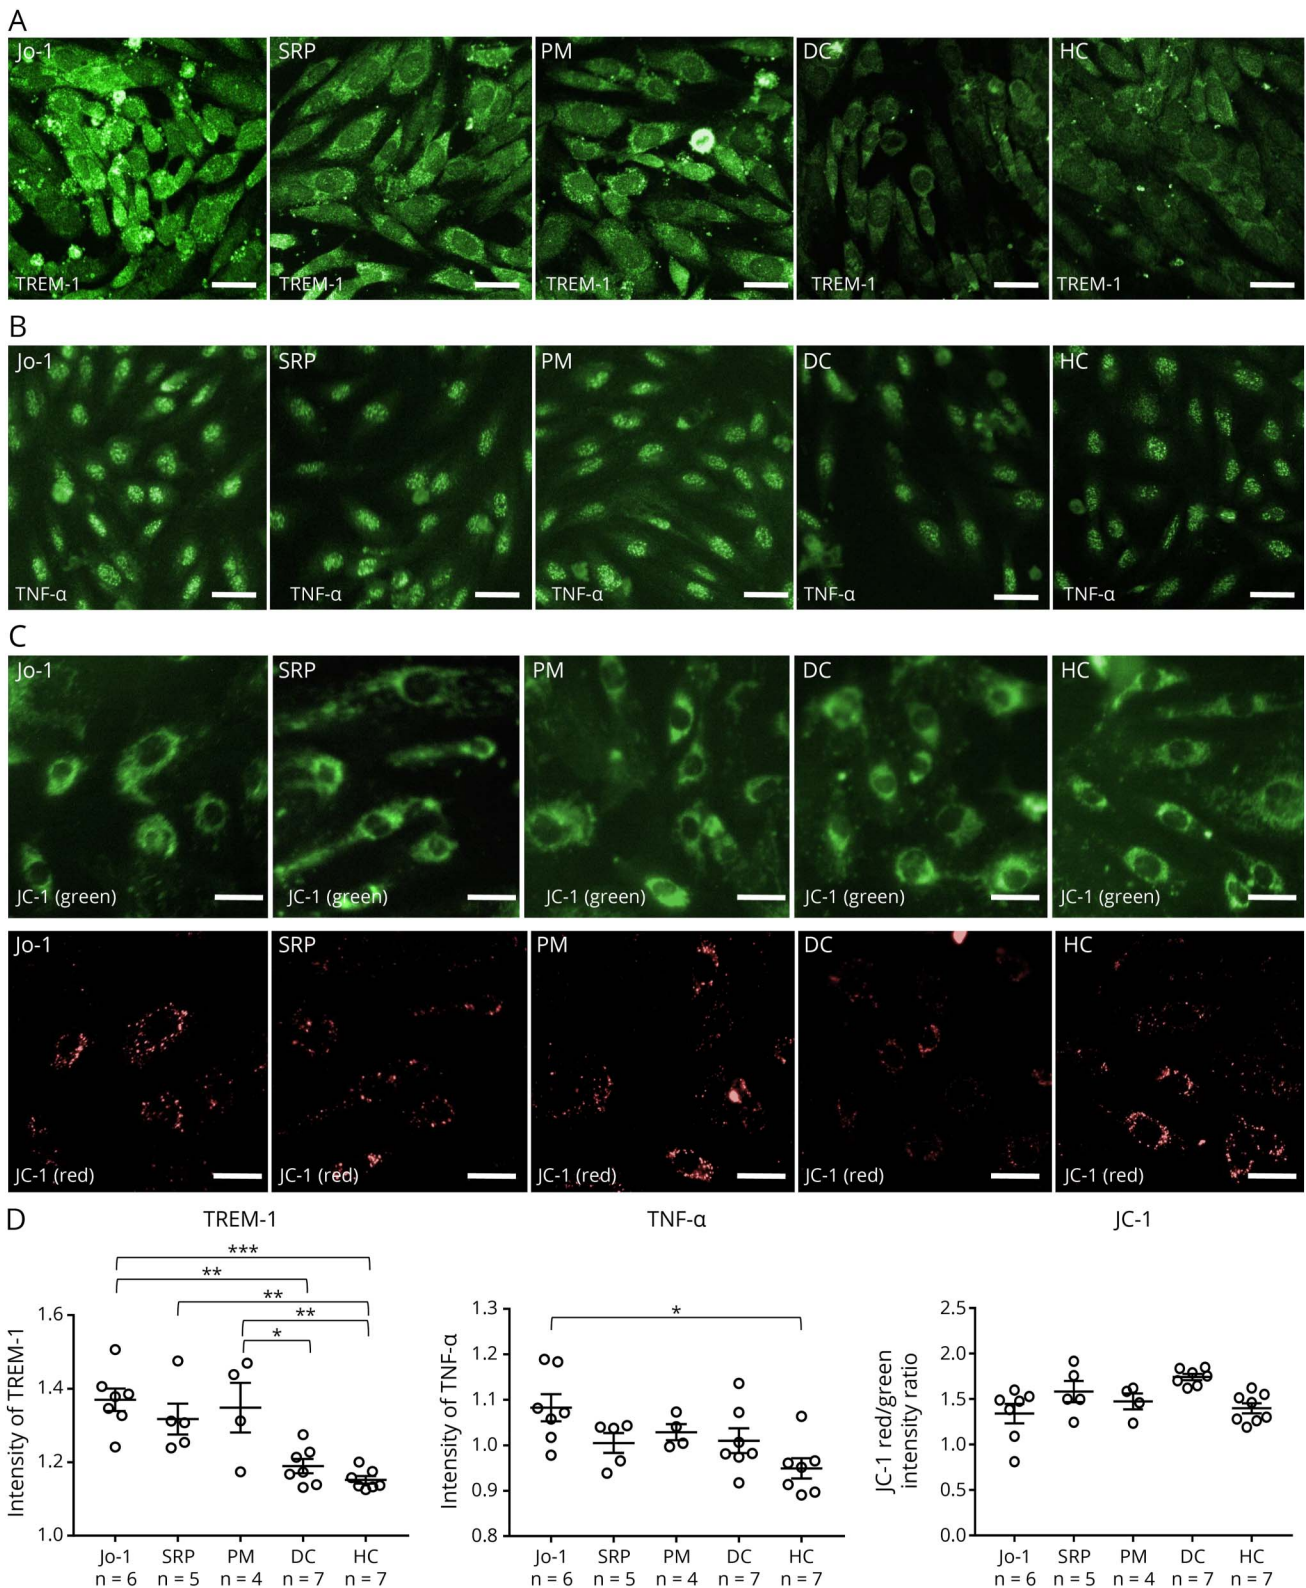 A
Jo-1 SRP PM DC HC
TREM-1 TREM-1 TREM-1 TREM-1 TREM-1
B
Jo-1 SRP PM DC HC
TNF-α TNF-α TNF-α TNF-α TNF-α
C
Jo-1 SRP PM DC HC
JC-1 (green) JC-1 (green) JC-1 (green) JC-1 (green) JC-1 (green)
Jo-1 SRP PM DC HC
JC-1 (red) JC-1 (red) JC-1 (red) JC-1 (red) JC-1 (red)
D
TREM-1
***
**
**
**
*
Intensity of TREM-1
1.6
1.4
1.2
1.0
Jo-1 SRP PM DC HC
n = 6 n = 5 n = 4 n = 7 n = 7
TNF-α
*
Intensity of TNF-α
1.3
1.2
1.1
1.0
0.9
0.8
Jo-1 SRP PM DC HC
n = 6 n = 5 n = 4 n = 7 n = 7
JC-1
JC-1 red/green
intensity ratio
2.5
2.0
1.5
1.0
0.5
0.0
Jo-1 SRP PM DC HC
n = 6 n = 5 n = 4 n = 7 n = 7